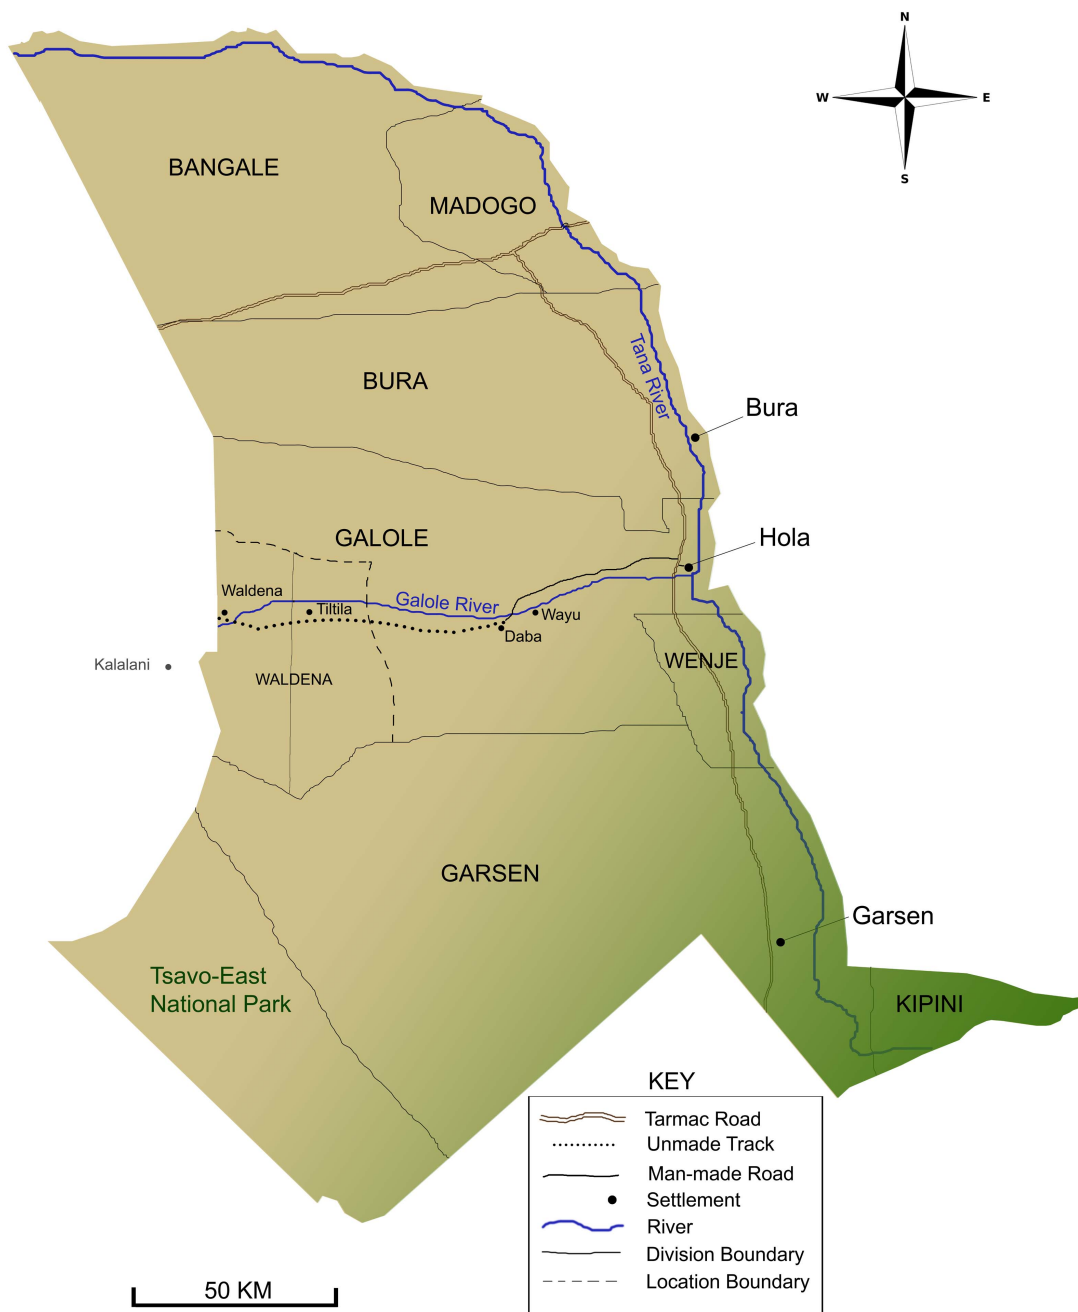 N
W
E
S
BANGALE
MADOGO
Tana River
BURA
Bura
Hola
GALOLE
Waldena
Tiltila
Galole River
Wayu
Daba
Kalalani
WALDENA
WENJE
GARSEN
Garsen
Tsavo-East
National Park
KIPINI
KEY
Tarmac Road
Unmade Track
Man-made Road
Settlement
River
Division Boundary
Location Boundary
50 KM